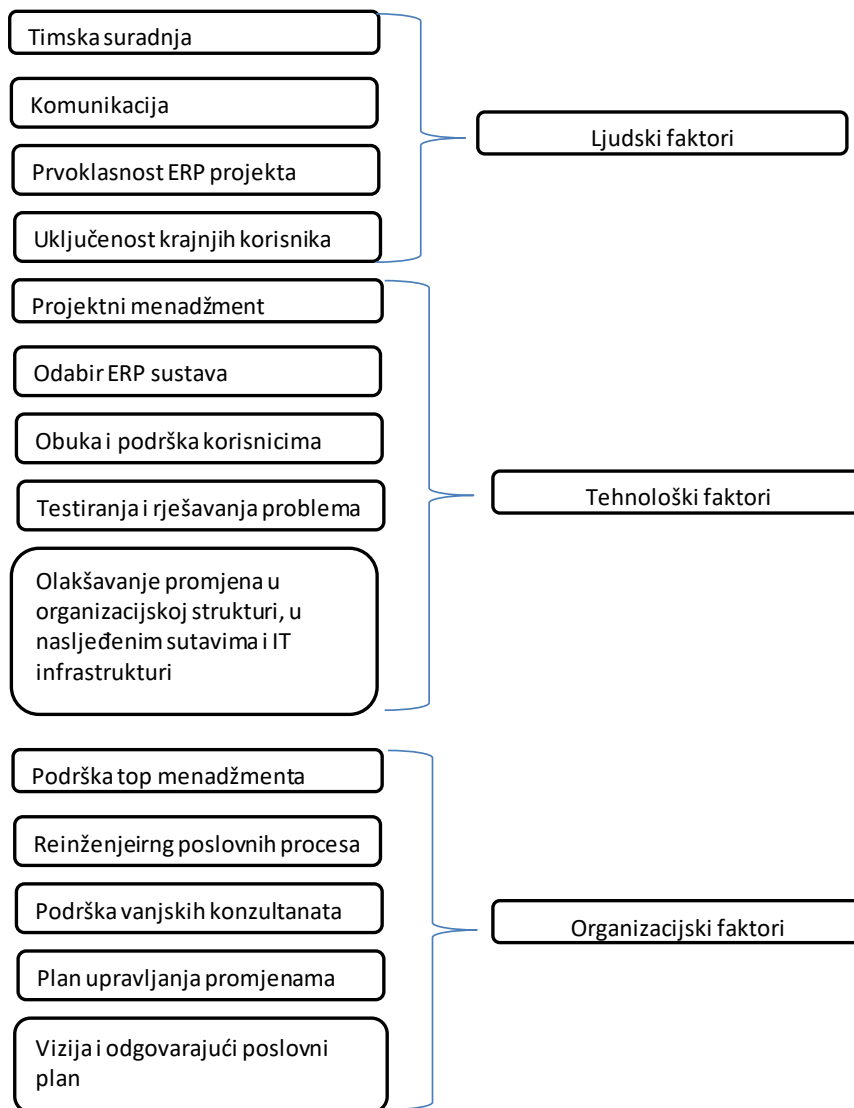 Timska suradnja
Komunikacija
Prvoklasnost ERP projekta
Uključenost krajnjih korisnika
Ljudski faktori
Projektni menadžment
Odabir ERP sustava
Obuka i podrška korisnicima
Testiranja i rješavanja problema
Olakšavanje promjena u
organizacijskoj strukturi, u
nasljeđenim sutavima i IT
infrastrukturi
Tehnološki faktori
Podrška top menadžmenta
Reinženjeirng poslovnih procesa
Podrška vanjskih konzultanata
Plan upravljanja promjenama
Vizija i odgovarajući poslovni
plan
Organizacijski faktori